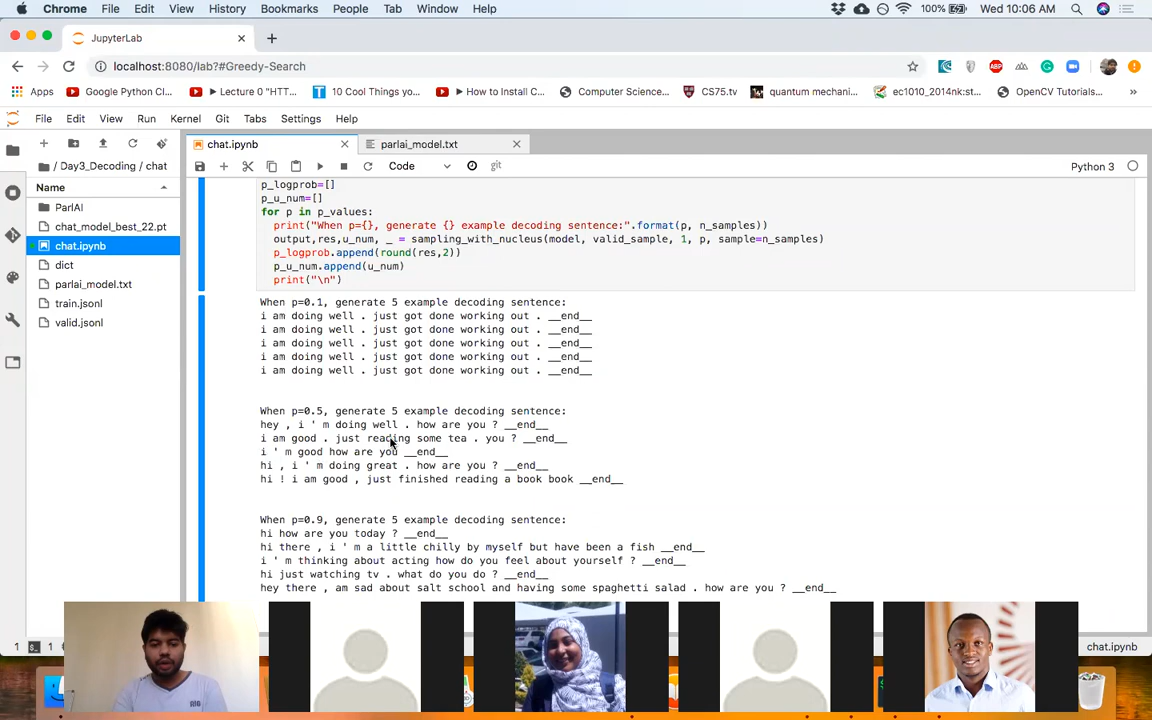 Chrome File Edit View History Bookmarks People Tab Window Help 100% Wed 10:06 AM
JupyterLab
localhost:8080/lab?#Greedy-Search
Apps Google Python Cl... Lecture 0 "HTT... 10 Cool Things yo... How to Install C... Computer Science... CS75.tv quantum mechani... ec1010_2014nk:st... OpenCV Tutorials...
File Edit View Run Kernel Git Tabs Settings Help
chat.ipynb parlai_model.txt
/Day3_Decoding / chat
Code git Python 3
Name
ParlAI
chat_model_best_22.pt
chat.ipynb
dict
parlai_model.txt
train.jsonl
valid.jsonl
p_logprob=[]
p_u_num=[]
for p in p_values:
print("When p={}, generate {} example decoding sentence:".format(p, n_samples))
output,res,u_num, _ = sampling_with_nucleus(model, valid_sample, 1, p, sample=n_samples)
p_logprob.append(round(res,2))
p_u_num.append(u_num)
print("\n")
When p=0.1, generate 5 example decoding sentence:
i am doing well . just got done working out . __end__
i am doing well . just got done working out . __end__
i am doing well . just got done working out . __end__
i am doing well . just got done working out . __end__
i am doing well . just got done working out . __end__
When p=0.5, generate 5 example decoding sentence:
hey , i ' m doing well . how are you ? __end__
i am good . just reading some tea . you ? __end__
i ' m good how are you __end__
hi , i ' m doing great . how are you ? __end__
hi ! i am good , just finished reading a book book __end__
When p=0.9, generate 5 example decoding sentence:
hi how are you today ? __end__
hi there , i ' m a little chilly by myself but have been a fish __end__
i ' m thinking about acting how do you feel about yourself ? __end__
hi just watching tv . what do you do ? __end__
hey there , am sad about salt school and having some spaghetti salad . how are you ? __end__
1 1 chat.ipynb